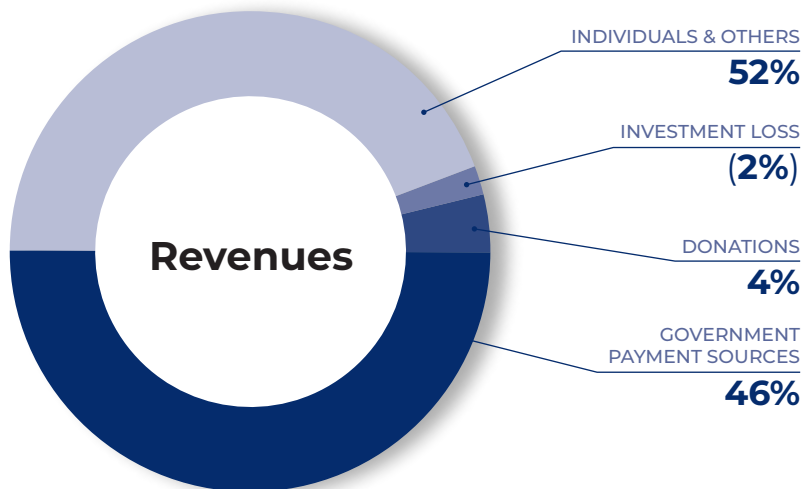 INDIVIDUALS & OTHERS
52%
INVESTMENT LOSS
(2%)
Revenues
DONATIONS
4%
GOVERNMENT
PAYMENT SOURCES
46%